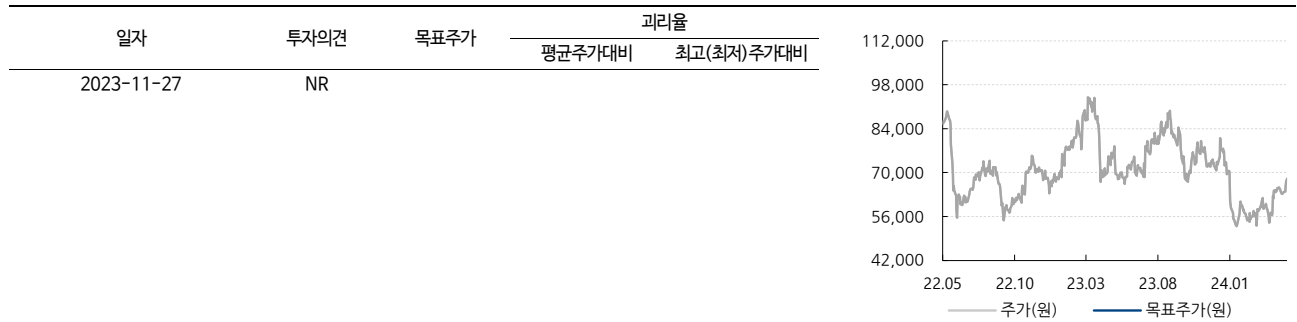 일자 투자의견 목표주가 괴리율
평균주가대비 최고(최저)주가대비
2023-11-27 NR
112,000
98,000
84,000
70,000
56,000
42,000
22.05 22.10 23.03 23.08 24.01
주가(원) 목표주가(원)